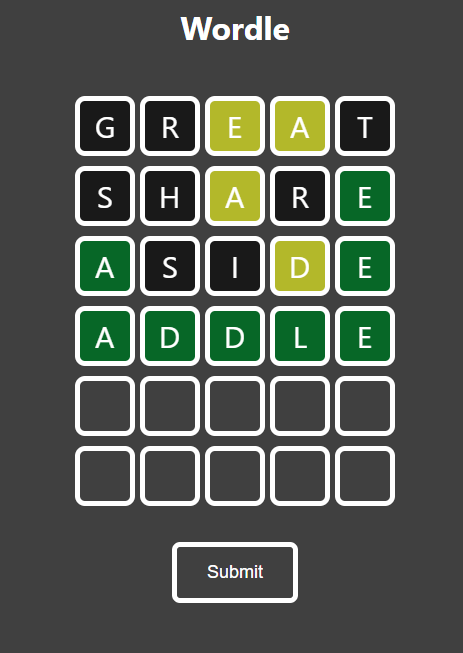 Wordle
G R E A T
S H A R E
A S I D E
A D D L E
Submit